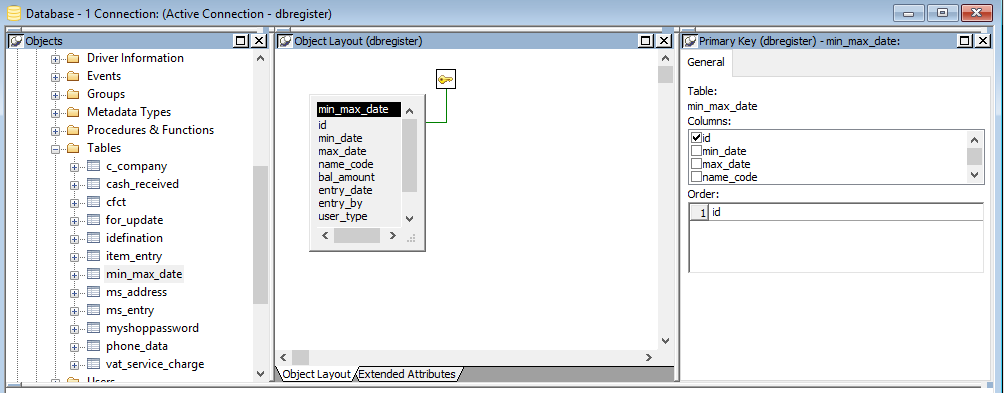 Database - 1 Connection: (Active Connection - dbregister)
Objects
Driver Information
Events
Groups
Metadata Types
Procedures & Functions
Tables
c_company
cash_received
cfct
for_update
idefination
item_entry
min_max_date
ms_address
ms_entry
myshoppassword
phone_data
vat_service_charge
Users
Object Layout (dbregister)
min_max_date
id
min_date
max_date
name_code
bal_amount
entry_date
entry_by
user_type
Object Layout
Extended Attributes
Primary Key (dbregister) - min_max_date:
General
Table:
min_max_date
Columns:
id
min_date
max_date
name_code
Order:
1 id